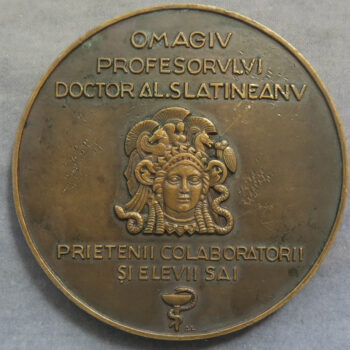 OMAGIV
PROFESORVLVI
DOCTOR AL.SLATINEANV
PRIETENII COLABORATORII
ȘI ELEVII SAI